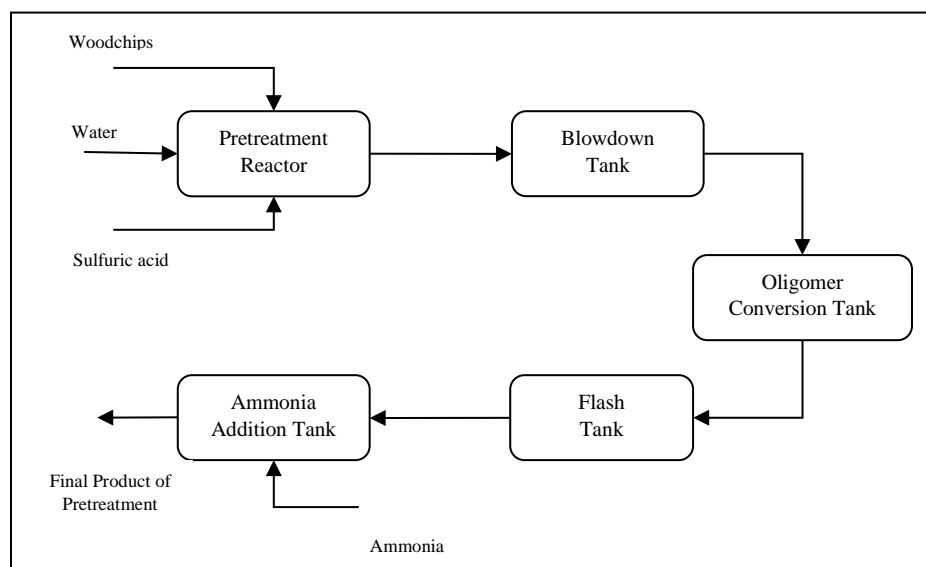 Woodchips
Water
Pretreatment
Reactor
Blowdown
Tank
Sulfuric acid
Oligomer
Conversion Tank
Ammonia
Addition Tank
Flash
Tank
Final Product of
Pretreatment
Ammonia